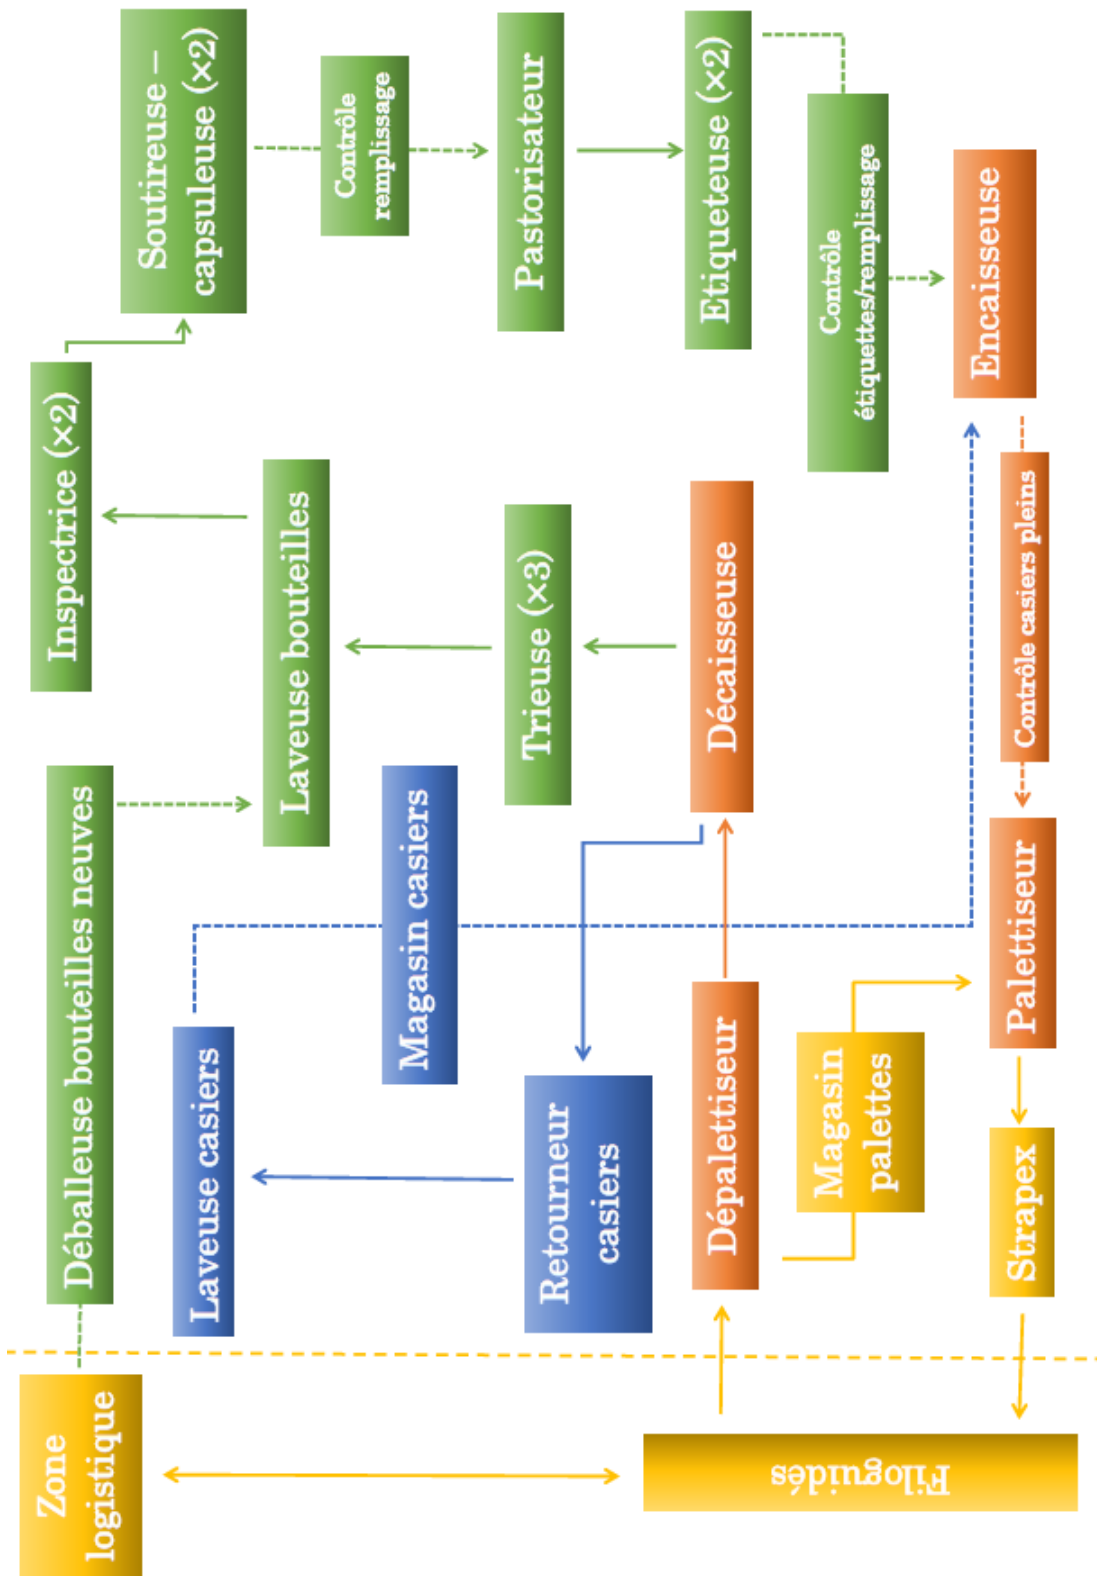 Zone
logistique
Déballeuse bouteilles neuves
Inspectrice (×2)
Soutireuse –
capsuleuse (×2)
Laveuse casiers
Laveuse bouteilles
Contrôle
remplissage
Magasin casiers
Retourneur
casiers
Trieuse (×3)
Pastorisateur
Filoguidés
Dépalettiseur
Décaisseuse
Etiqueteuse (×2)
Magasin
palettes
Contrôle
étiquettes/remplissage
Strapex
Palettiseur
Contrôle casiers pleins
Encaisseuse